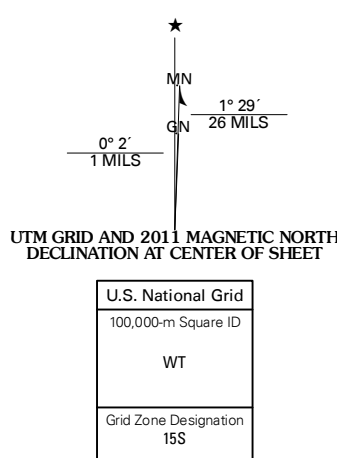 ★
MN
1° 29´
26 MILS
GN
0° 2´
1 MILS
UTM GRID AND 2011 MAGNETIC NORTH
DECLINATION AT CENTER OF SHEET
U.S. National Grid
100,000-m Square ID
WT
Grid Zone Designation
15S